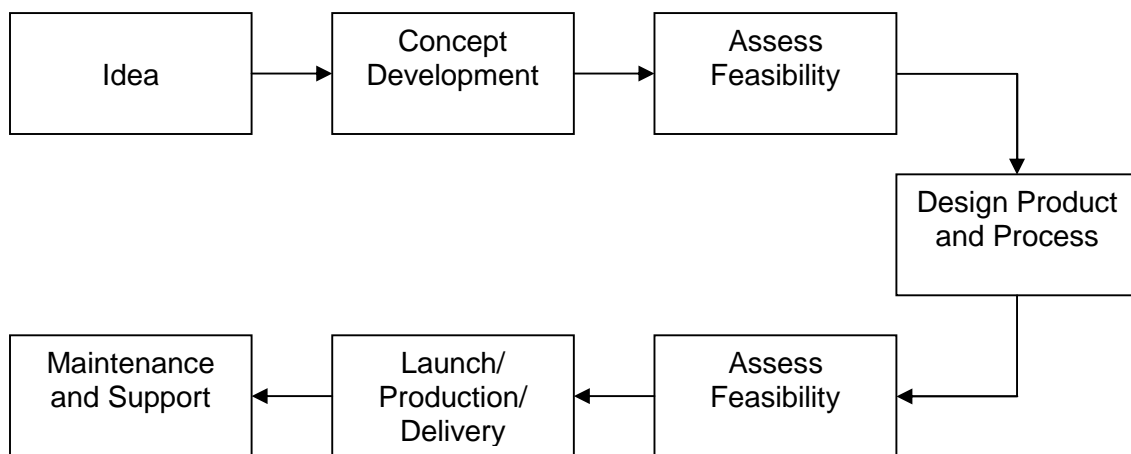 Idea
Concept
Development
Assess
Feasibility
Design Product
and Process
Assess
Feasibility
Launch/
Production/
Delivery
Maintenance
and Support